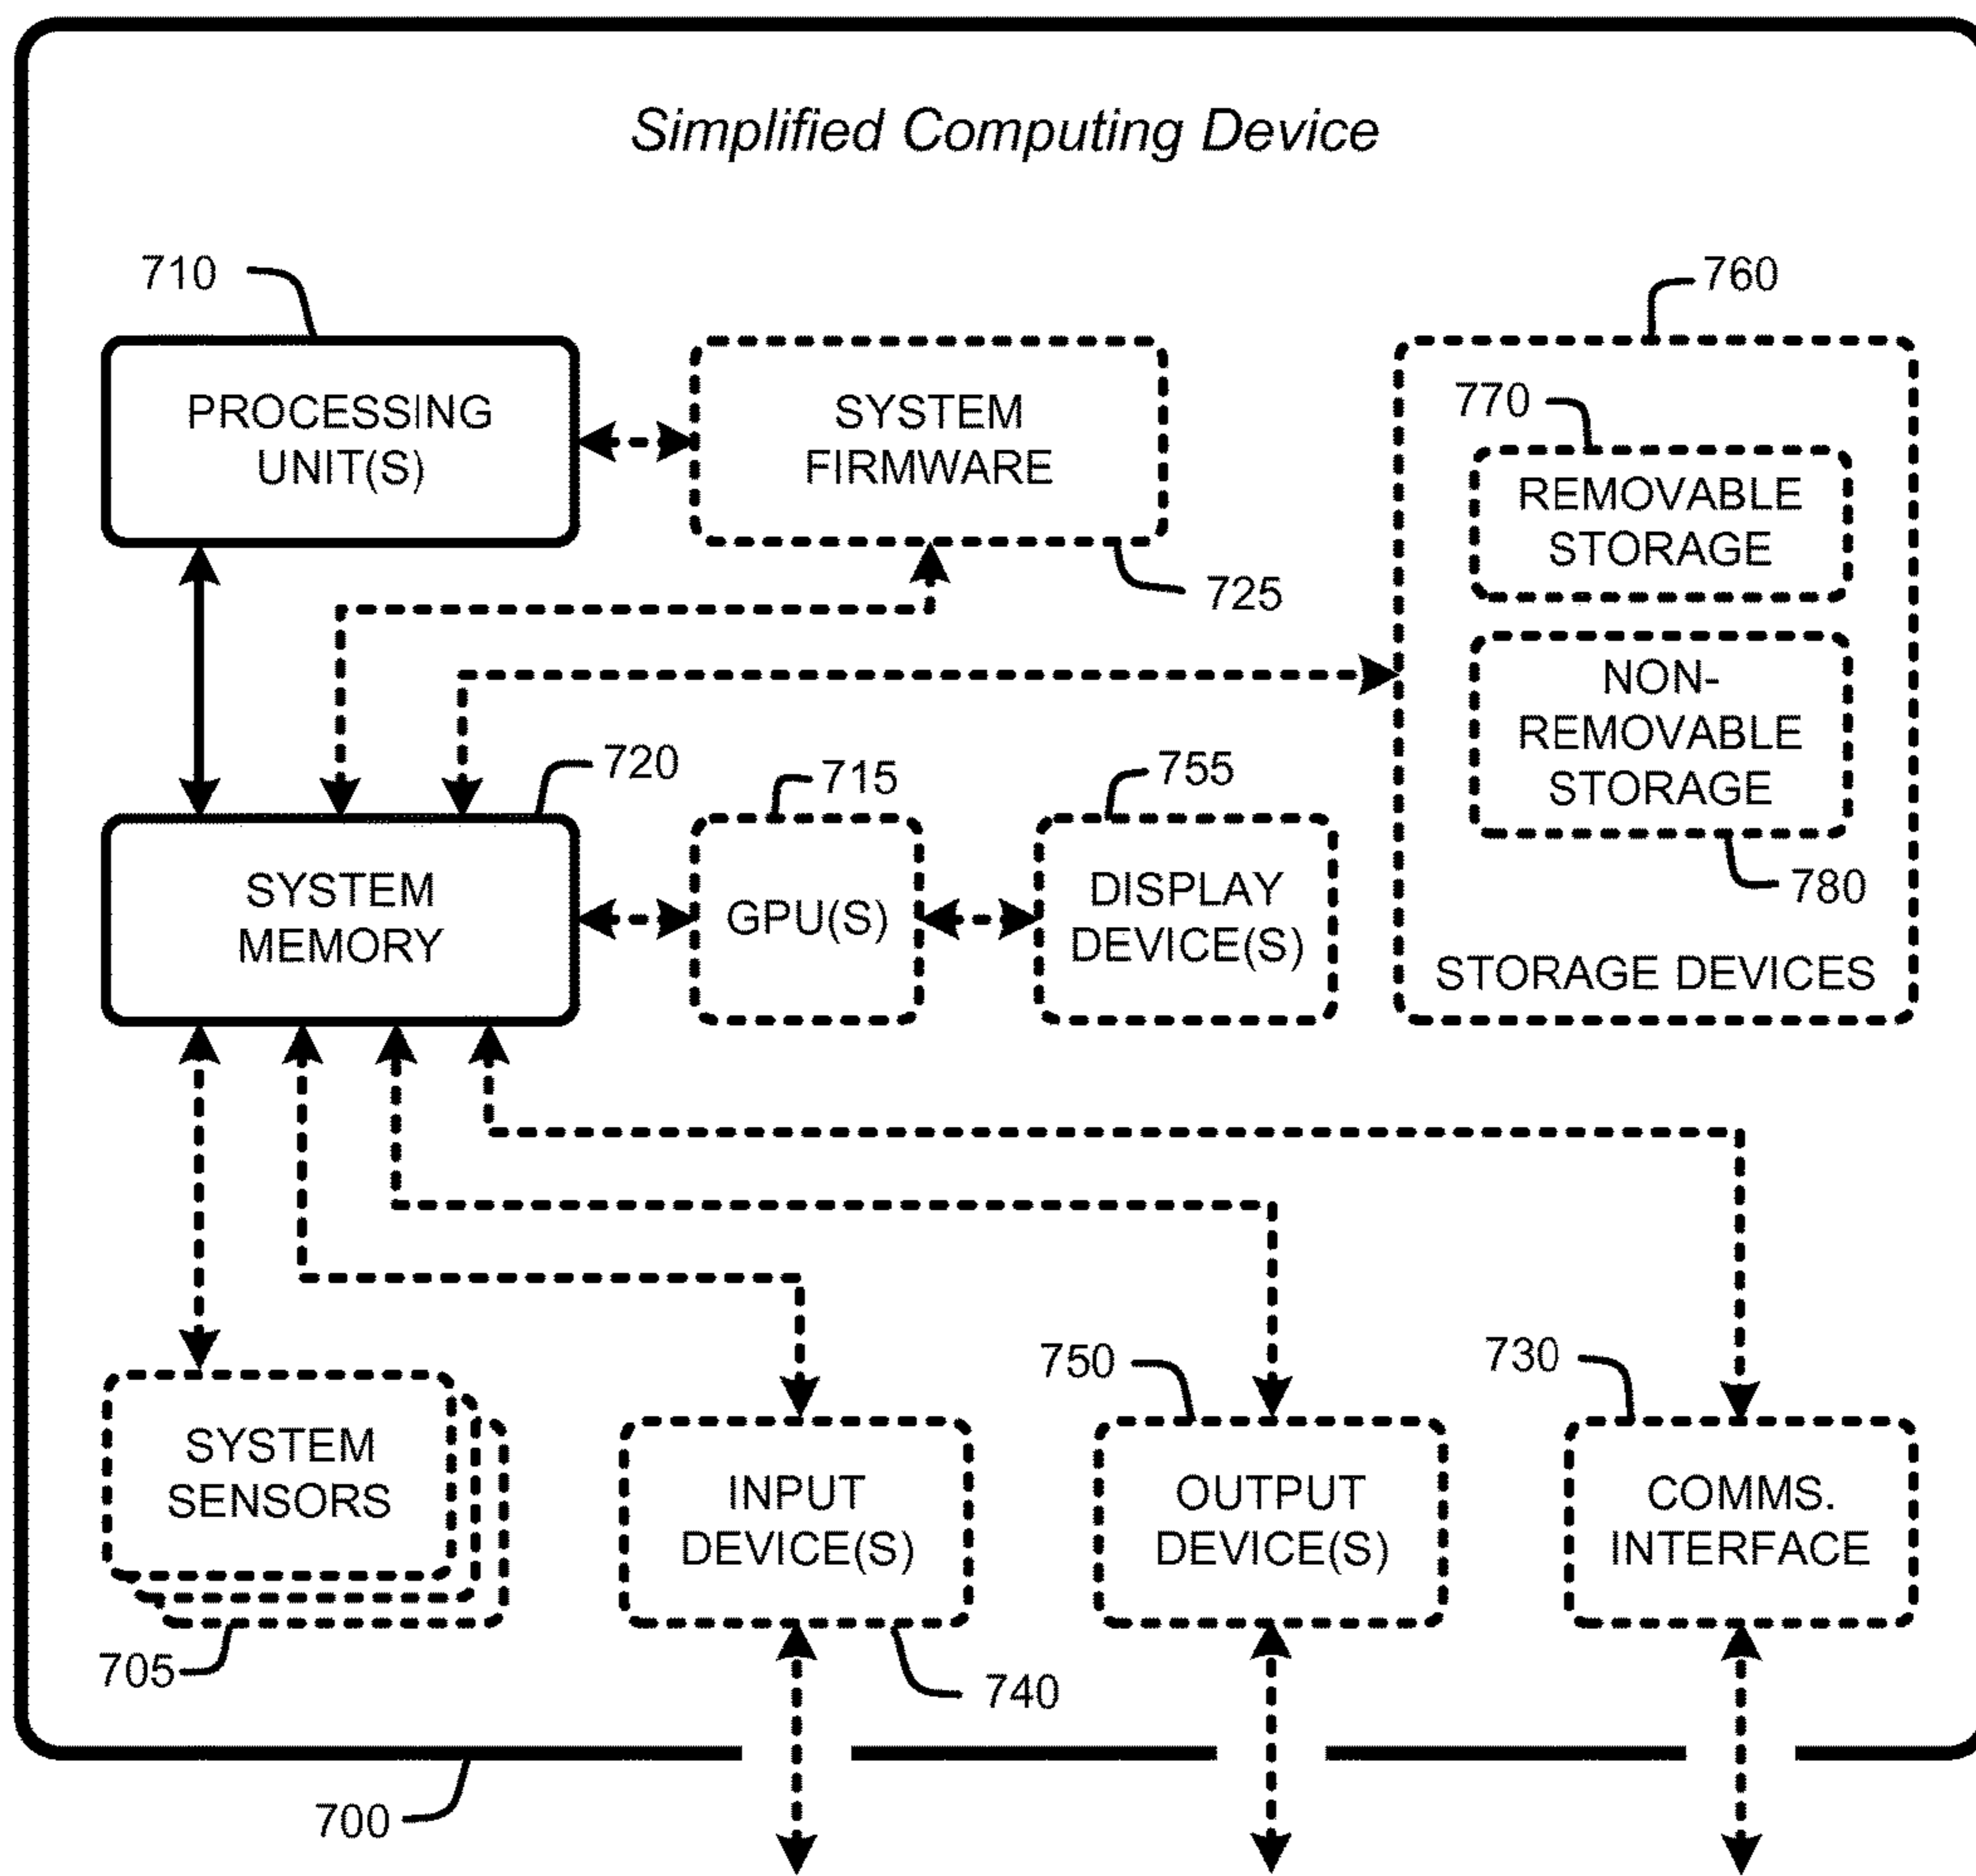 Simplified Computing Device
710
760
PROCESSING
UNIT(S)
SYSTEM
FIRMWARE
725
770
REMOVABLE
STORAGE
NON-
REMOVABLE
STORAGE
780
STORAGE DEVICES
720
715
755
SYSTEM
MEMORY
GPU(S)
DISPLAY
DEVICE(S)
750
730
SYSTEM
SENSORS
INPUT
DEVICE(S)
OUTPUT
DEVICE(S)
COMMS.
INTERFACE
705
740
700